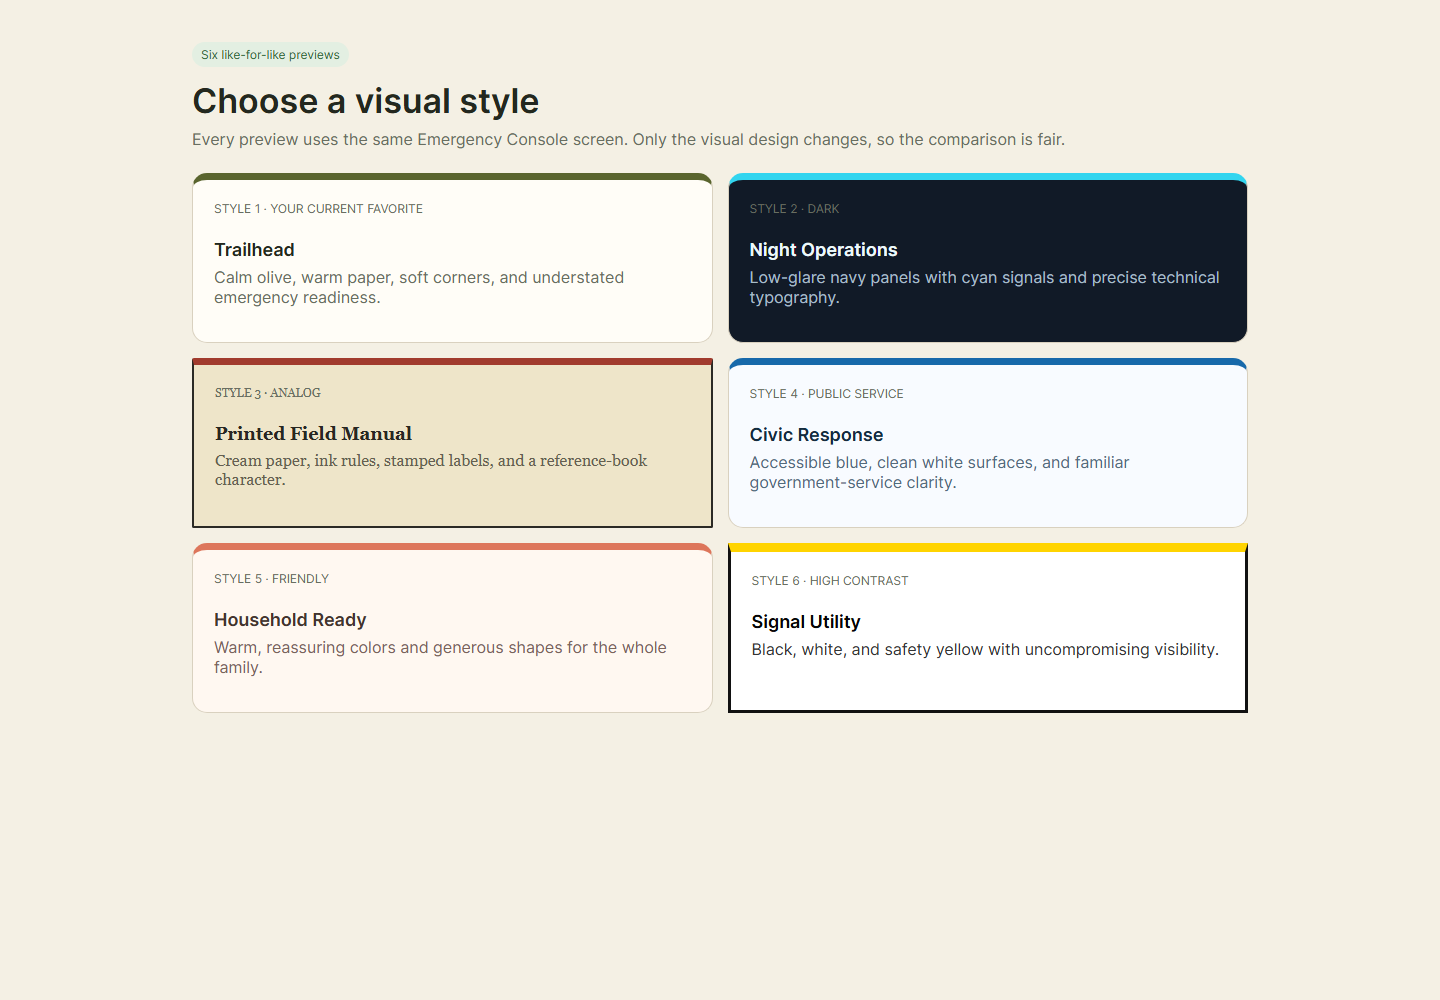 Six like-for-like previews
Choose a visual style
Every preview uses the same Emergency Console screen. Only the visual design changes, so the comparison is fair.
STYLE 1 · YOUR CURRENT FAVORITE
Trailhead
Calm olive, warm paper, soft corners, and understated
emergency readiness.
STYLE 2 · DARK
Night Operations
Low-glare navy panels with cyan signals and precise technical
typography.
STYLE 3 · ANALOG
Printed Field Manual
Cream paper, ink rules, stamped labels, and a reference-book
character.
STYLE 4 · PUBLIC SERVICE
Civic Response
Accessible blue, clean white surfaces, and familiar
government-service clarity.
STYLE 5 · FRIENDLY
Household Ready
Warm, reassuring colors and generous shapes for the whole
family.
STYLE 6 · HIGH CONTRAST
Signal Utility
Black, white, and safety yellow with uncompromising visibility.